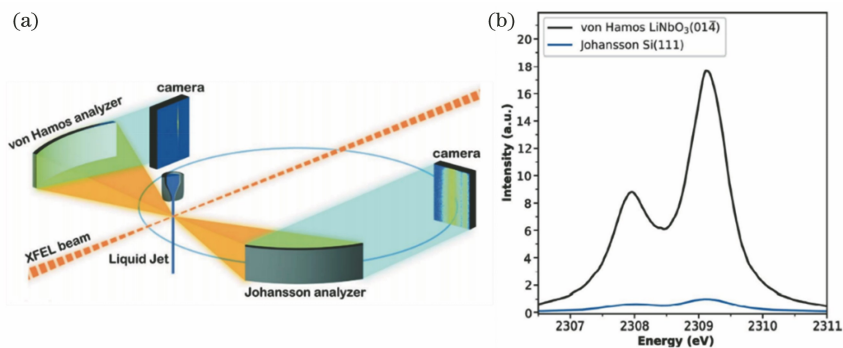 (a)
von Hamos analyzer
camera
camera
XFEL beam
Liquid Jet
Johansson analyzer
(b)
von Hamos LiNbO₃(014̄)
Johansson Si(111)
Intensity (a.u.)
20
18
16
14
12
10
8
6
4
2
0
2307
2308
2309
2310
2311
Energy (eV)